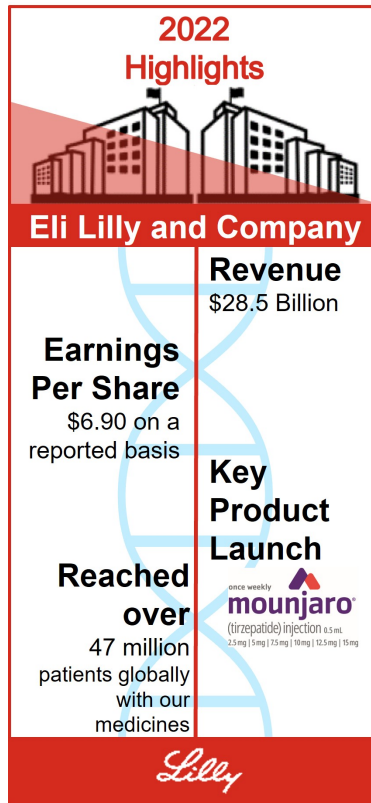 2022
Highlights
Eli Lilly and Company
Revenue
$28.5 Billion
Earnings
Per Share
$6.90 on a
reported basis
Key
Product
Launch
once weekly
mounjaro®
(tirzepatide) injection 0.5 mL
2.5 mg | 5 mg | 7.5 mg | 10 mg | 12.5 mg | 15 mg
Reached
over
47 million
patients globally
with our
medicines
Lilly